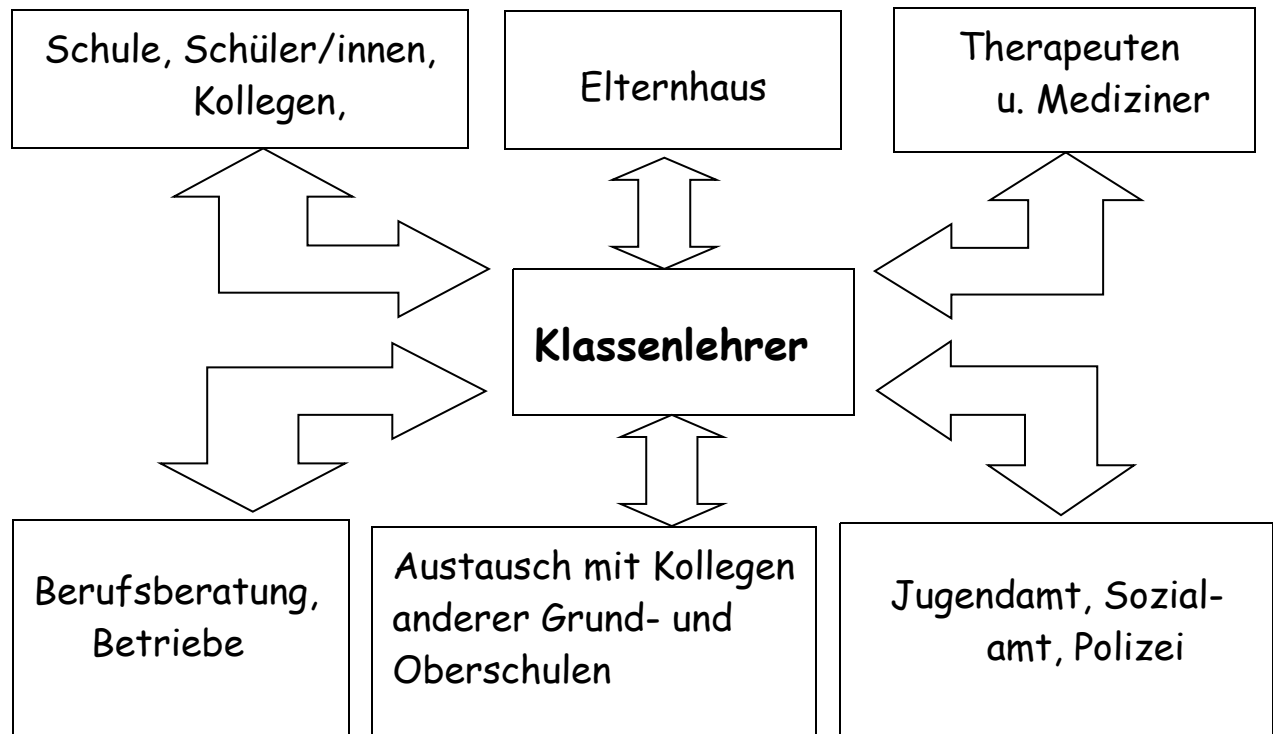 Schule, Schüler/innen,
Kollegen,
Elternhaus
Therapeuten
u. Mediziner
Klassenlehrer
Berufsberatung,
Betriebe
Austausch mit Kollegen
anderer Grund- und
Oberschulen
Jugendamt, Sozial-
amt, Polizei